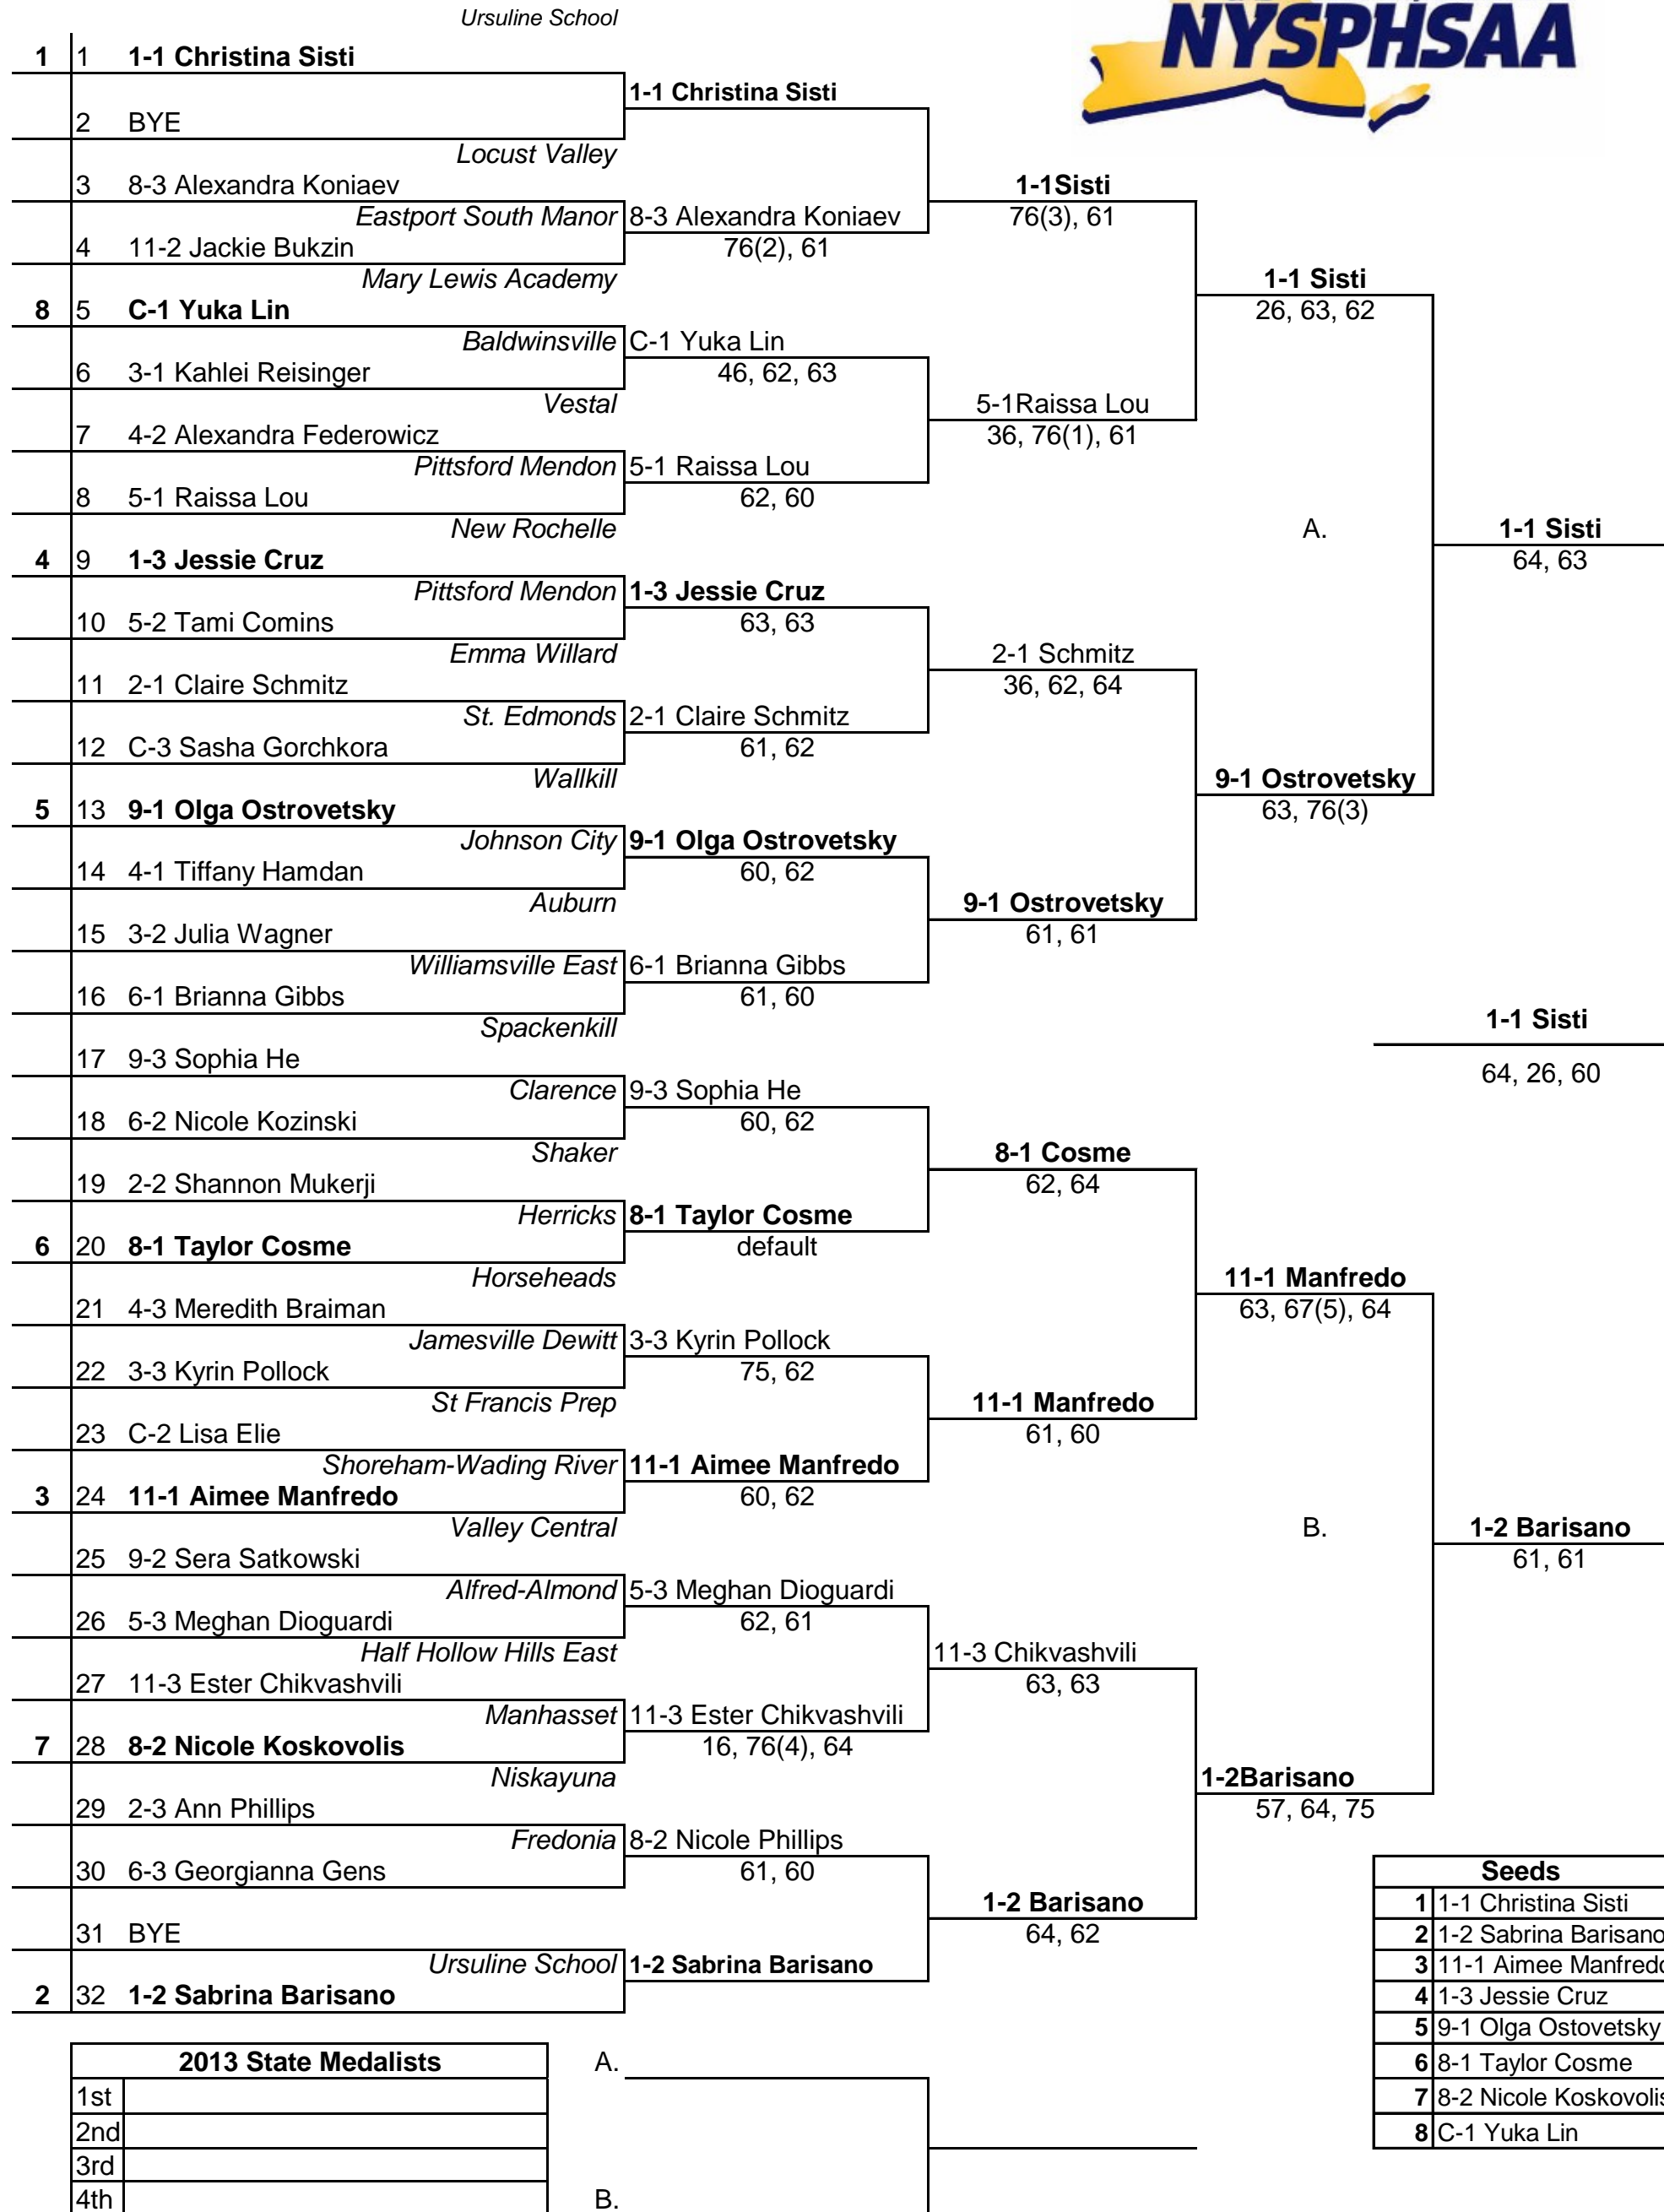 Ursuline School
NYSPHSAA
1 1 1-1 Christina Sisti
1-1 Christina Sisti
2 BYE
Locust Valley
3 8-3 Alexandra Koniaev 1-1Sisti
Eastport South Manor 8-3 Alexandra Koniaev 76(3), 61
4 11-2 Jackie Bukzin 76(2), 61
Mary Lewis Academy 1-1 Sisti
8 5 C-1 Yuka Lin 26, 63, 62
Baldwinsville C-1 Yuka Lin
6 3-1 Kahlei Reisinger 46, 62, 63
Vestal 5-1Raissa Lou
7 4-2 Alexandra Federowicz 36, 76(1), 61
Pittsford Mendon 5-1 Raissa Lou
8 5-1 Raissa Lou 62, 60
New Rochelle A. 1-1 Sisti
4 9 1-3 Jessie Cruz 64, 63
Pittsford Mendon 1-3 Jessie Cruz
10 5-2 Tami Comins 63, 63
Emma Willard 2-1 Schmitz
11 2-1 Claire Schmitz 36, 62, 64
St. Edmonds 2-1 Claire Schmitz
12 C-3 Sasha Gorchkora 61, 62
Wallkill 9-1 Ostrovetsky
5 13 9-1 Olga Ostrovetsky 63, 76(3)
Johnson City 9-1 Olga Ostrovetsky
14 4-1 Tiffany Hamdan 60, 62
Auburn 9-1 Ostrovetsky
15 3-2 Julia Wagner 61, 61
Williamsville East 6-1 Brianna Gibbs
16 6-1 Brianna Gibbs 61, 60
Spackenkill 1-1 Sisti
17 9-3 Sophia He 64, 26, 60
Clarence 9-3 Sophia He
18 6-2 Nicole Kozinski 60, 62
Shaker 8-1 Cosme
19 2-2 Shannon Mukerji 62, 64
Herricks 8-1 Taylor Cosme
6 20 8-1 Taylor Cosme default
Horseheads 11-1 Manfredo
21 4-3 Meredith Braiman 63, 67(5), 64
Jamesville Dewitt 3-3 Kyrin Pollock
22 3-3 Kyrin Pollock 75, 62
St Francis Prep 11-1 Manfredo
23 C-2 Lisa Elie 61, 60
Shoreham-Wading River 11-1 Aimee Manfredo
3 24 11-1 Aimee Manfredo 60, 62
Valley Central B. 1-2 Barisano
25 9-2 Sera Satkowski 61, 61
Alfred-Almond 5-3 Meghan Dioguardi
26 5-3 Meghan Dioguardi 62, 61
Half Hollow Hills East 11-3 Chikvashvili
27 11-3 Ester Chikvashvili 63, 63
Manhasset 11-3 Ester Chikvashvili
7 28 8-2 Nicole Koskovolis 16, 76(4), 64
Niskayuna 1-2Barisano
29 2-3 Ann Phillips 57, 64, 75
Fredonia 8-2 Nicole Phillips
30 6-3 Georgianna Gens 61, 60
1-2 Barisano
31 BYE 64, 62
Ursuline School 1-2 Sabrina Barisano
2 32 1-2 Sabrina Barisano
Seeds
1 1-1 Christina Sisti
2 1-2 Sabrina Barisano
3 11-1 Aimee Manfredo
4 1-3 Jessie Cruz
5 9-1 Olga Ostovetsky
6 8-1 Taylor Cosme
7 8-2 Nicole Koskovolis
8 C-1 Yuka Lin
2013 State Medalists A.
1st
2nd
3rd
4th B.